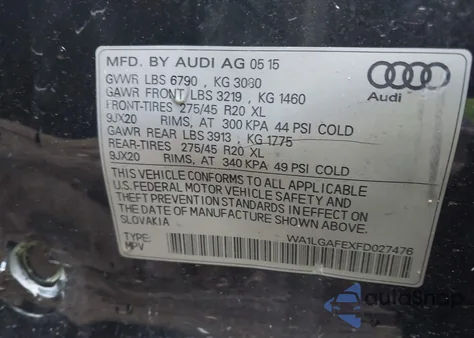 MFD. BY AUDI AG 05 15
GVWR LBS 6790 , KG 3080
GAWR FRONT LBS 3219 , KG 1460
FRONT-TIRES 275/45 R20 XL
9JX20 RIMS, AT 300 KPA 44 PSI COLD
GAWR REAR LBS 3913 , KG 1775
REAR-TIRES 275/45 R20 XL
9JX20 RIMS, AT 340 KPA 49 PSI COLD
THIS VEHICLE CONFORMS TO ALL APPLICABLE
U.S. FEDERAL MOTOR VEHICLE SAFETY AND
THEFT PREVENTION STANDARDS IN EFFECT ON
THE DATE OF MANUFACTURE SHOWN ABOVE.
SLOVAKIA
TYPE:
MPV
WA1LGAFEXFD027476
Audi
autosnap